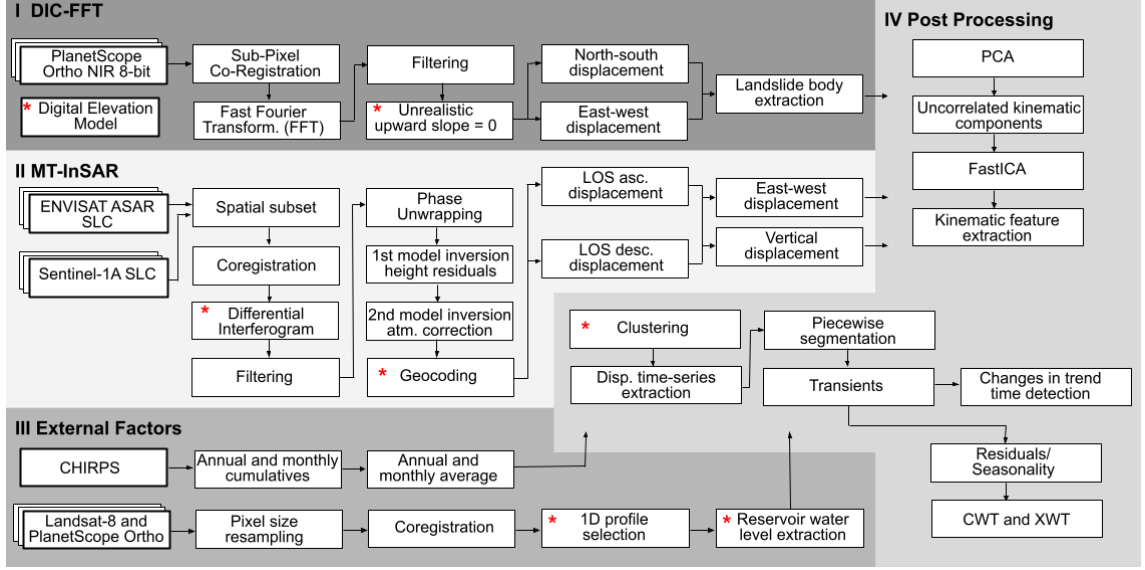 I DIC-FFT
PlanetScope
Ortho NIR 8-bit
* Digital Elevation
Model
Sub-Pixel
Co-Registration
Fast Fourier
Transform. (FFT)
Filtering
* Unrealistic
upward slope = 0
North-south
displacement
East-west
displacement
Landslide body
extraction
II MT-InSAR
ENVISAT ASAR
SLC
Sentinel-1A SLC
Spatial subset
Coregistration
* Differential
Interferogram
Filtering
Phase
Unwrapping
1st model inversion
height residuals
2nd model inversion
atm. correction
* Geocoding
LOS asc.
displacement
LOS desc.
displacement
East-west
displacement
Vertical
displacement
III External Factors
CHIRPS
Annual and monthly
cumulatives
Annual and
monthly average
Landsat-8 and
PlanetScope Ortho
Pixel size
resampling
Coregistration
* 1D profile
selection
* Reservoir water
level extraction
IV Post Processing
PCA
Uncorrelated kinematic
components
FastICA
Kinematic feature
extraction
* Clustering
Disp. time-series
extraction
Piecewise
segmentation
Transients
Changes in trend
time detection
Residuals/
Seasonality
CWT and XWT